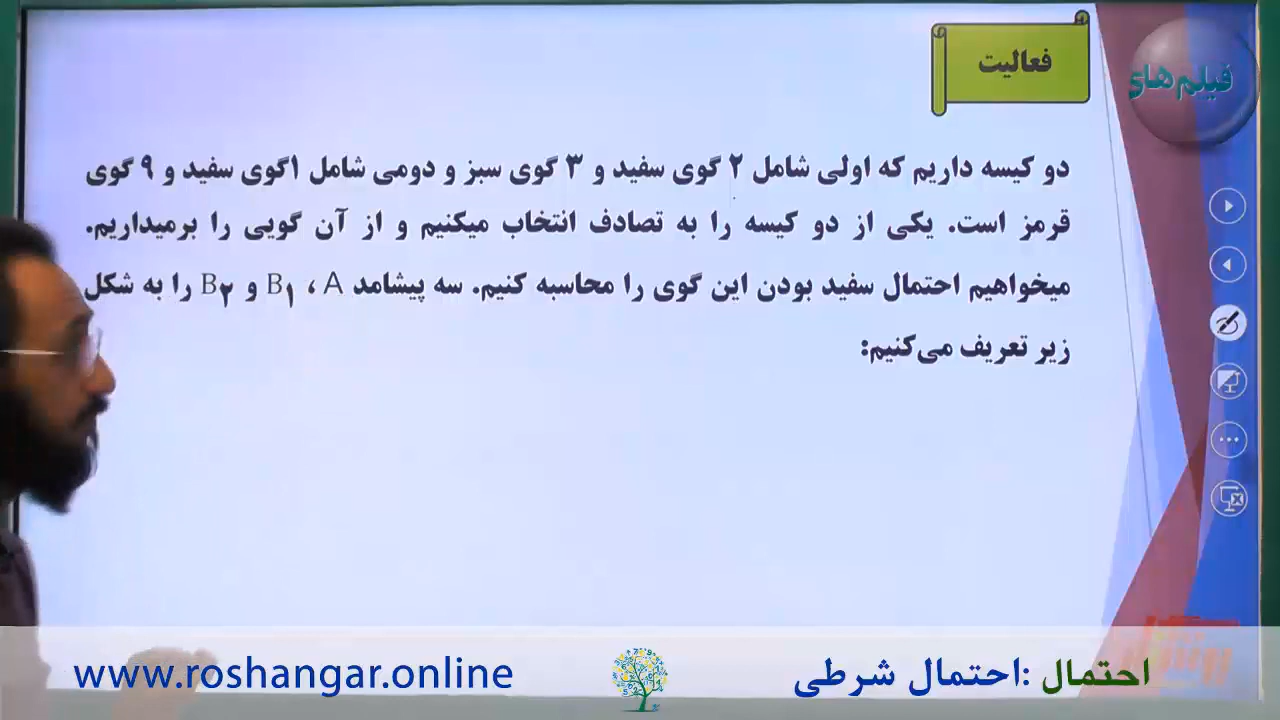 فعالیت
فیلم های
دو کیسه داریم که اولی شامل ۲ گوی سفید و ۳ گوی سبز و دومی شامل ۱گوی سفید و ۹ گوی
قرمز است. یکی از دو کیسه را به تصادف انتخاب میکنیم و از آن گویی را برمیداریم.
میخواهیم احتمال سفید بودن این گوی را محاسبه کنیم. سه پیشامد A ، B۱ و B۲ را به شکل
زیر تعریف می‌کنیم:
احتمال :احتمال شرطی
www.roshangar.online